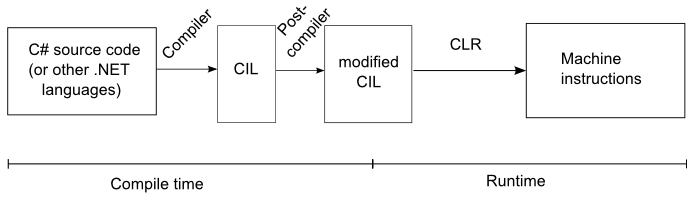 C# source code
(or other .NET
languages)
Compiler
CIL
Post-
compiler
modified
CIL
CLR
Machine
instructions
Compile time
Runtime